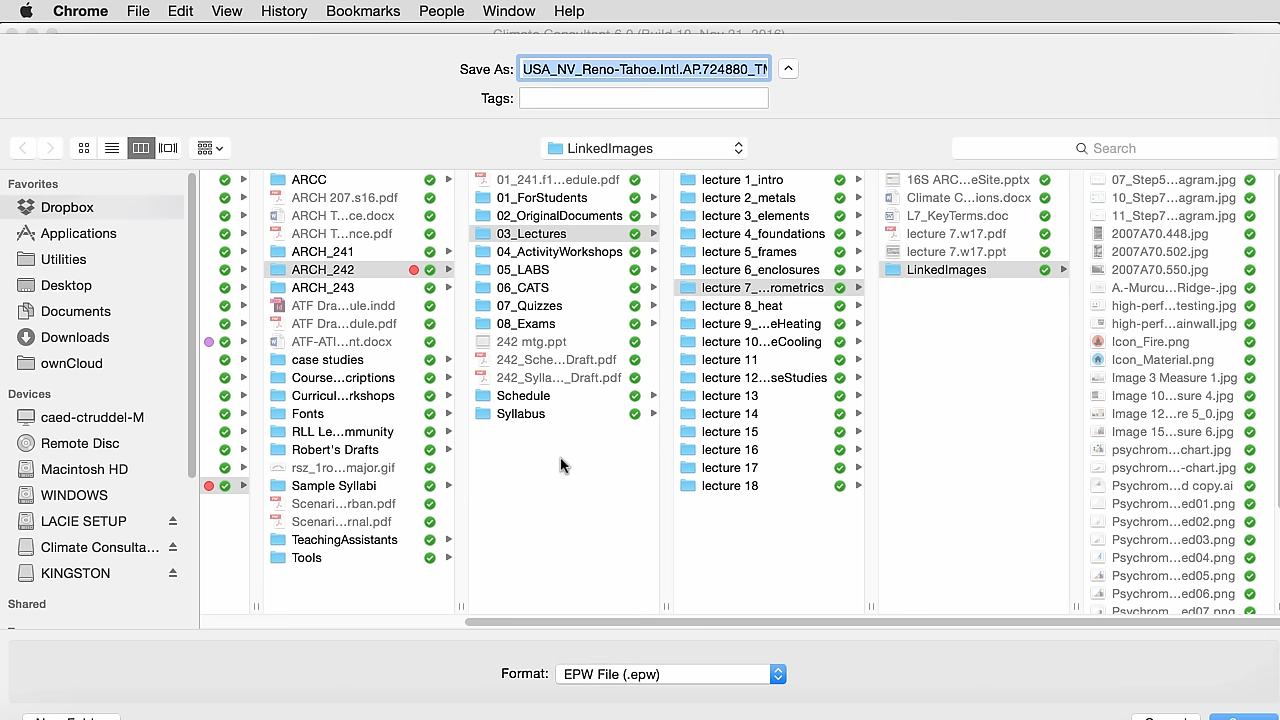 Chrome File Edit View History Bookmarks People Window Help
Climate Consultant 6.0 (Build 10, Nov 21, 2016)
Save As: USA_NV_Reno-Tahoe.Intl.AP.724880_TM
Tags:
LinkedImages
Search
Favorites
Dropbox
Applications
Utilities
Desktop
Documents
Downloads
ownCloud
Devices
caed-ctruddel-M
Remote Disc
Macintosh HD
WINDOWS
LACIE SETUP
Climate Consulta...
KINGSTON
Shared
ARCC
ARCH 207.s16.pdf
ARCH T...ce.docx
ARCH T...nce.pdf
ARCH_241
ARCH_242
ARCH_243
ATF Dra...dule.indd
ATF Dra...dule.pdf
ATF-ATI...nt.docx
case studies
Course...criptions
Curricul...rkshops
Fonts
RLL Le...mmunity
Robert's Drafts
rsz_1ro...major.gif
Sample Syllabi
Scenari...rban.pdf
Scenari...rnal.pdf
TeachingAssistants
Tools
01_241.f1...edule.pdf
01_ForStudents
02_OriginalDocuments
03_Lectures
04_ActivityWorkshops
05_LABS
06_CATS
07_Quizzes
08_Exams
242 mtg.ppt
242_Sche...Draft.pdf
242_Sylla..._Draft.pdf
Schedule
Syllabus
lecture 1_intro
lecture 2_metals
lecture 3_elements
lecture 4_foundations
lecture 5_frames
lecture 6_enclosures
lecture 7_...rometrics
lecture 8_heat
lecture 9_...eHeating
lecture 10...eCooling
lecture 11
lecture 12...seStudies
lecture 13
lecture 14
lecture 15
lecture 16
lecture 17
lecture 18
16S ARC...eSite.pptx
Climate C...ions.docx
L7_KeyTerms.doc
lecture 7.w17.pdf
lecture 7.w17.ppt
LinkedImages
07_Step5...agram.jpg
10_Step7...agram.jpg
11_Step7...agram.jpg
2007A70.448.jpg
2007A70.502.jpg
2007A70.550.jpg
A.-Murcu...Ridge-.jpg
high-perf...testing.jpg
high-perf...ainwall.jpg
Icon_Fire.png
Icon_Material.png
Image 3 Measure 1.jpg
Image 10...sure 4.jpg
Image 12...re 5_0.jpg
Image 15...sure 6.jpg
psychrom...chart.jpg
psychrom...-chart.jpg
Psychrom...d copy.ai
Psychrom...ed01.png
Psychrom...ed02.png
Psychrom...ed03.png
Psychrom...ed04.png
Psychrom...ed05.png
Psychrom...ed06.png
Psychrom...ed07.png
Format: EPW File (.epw)